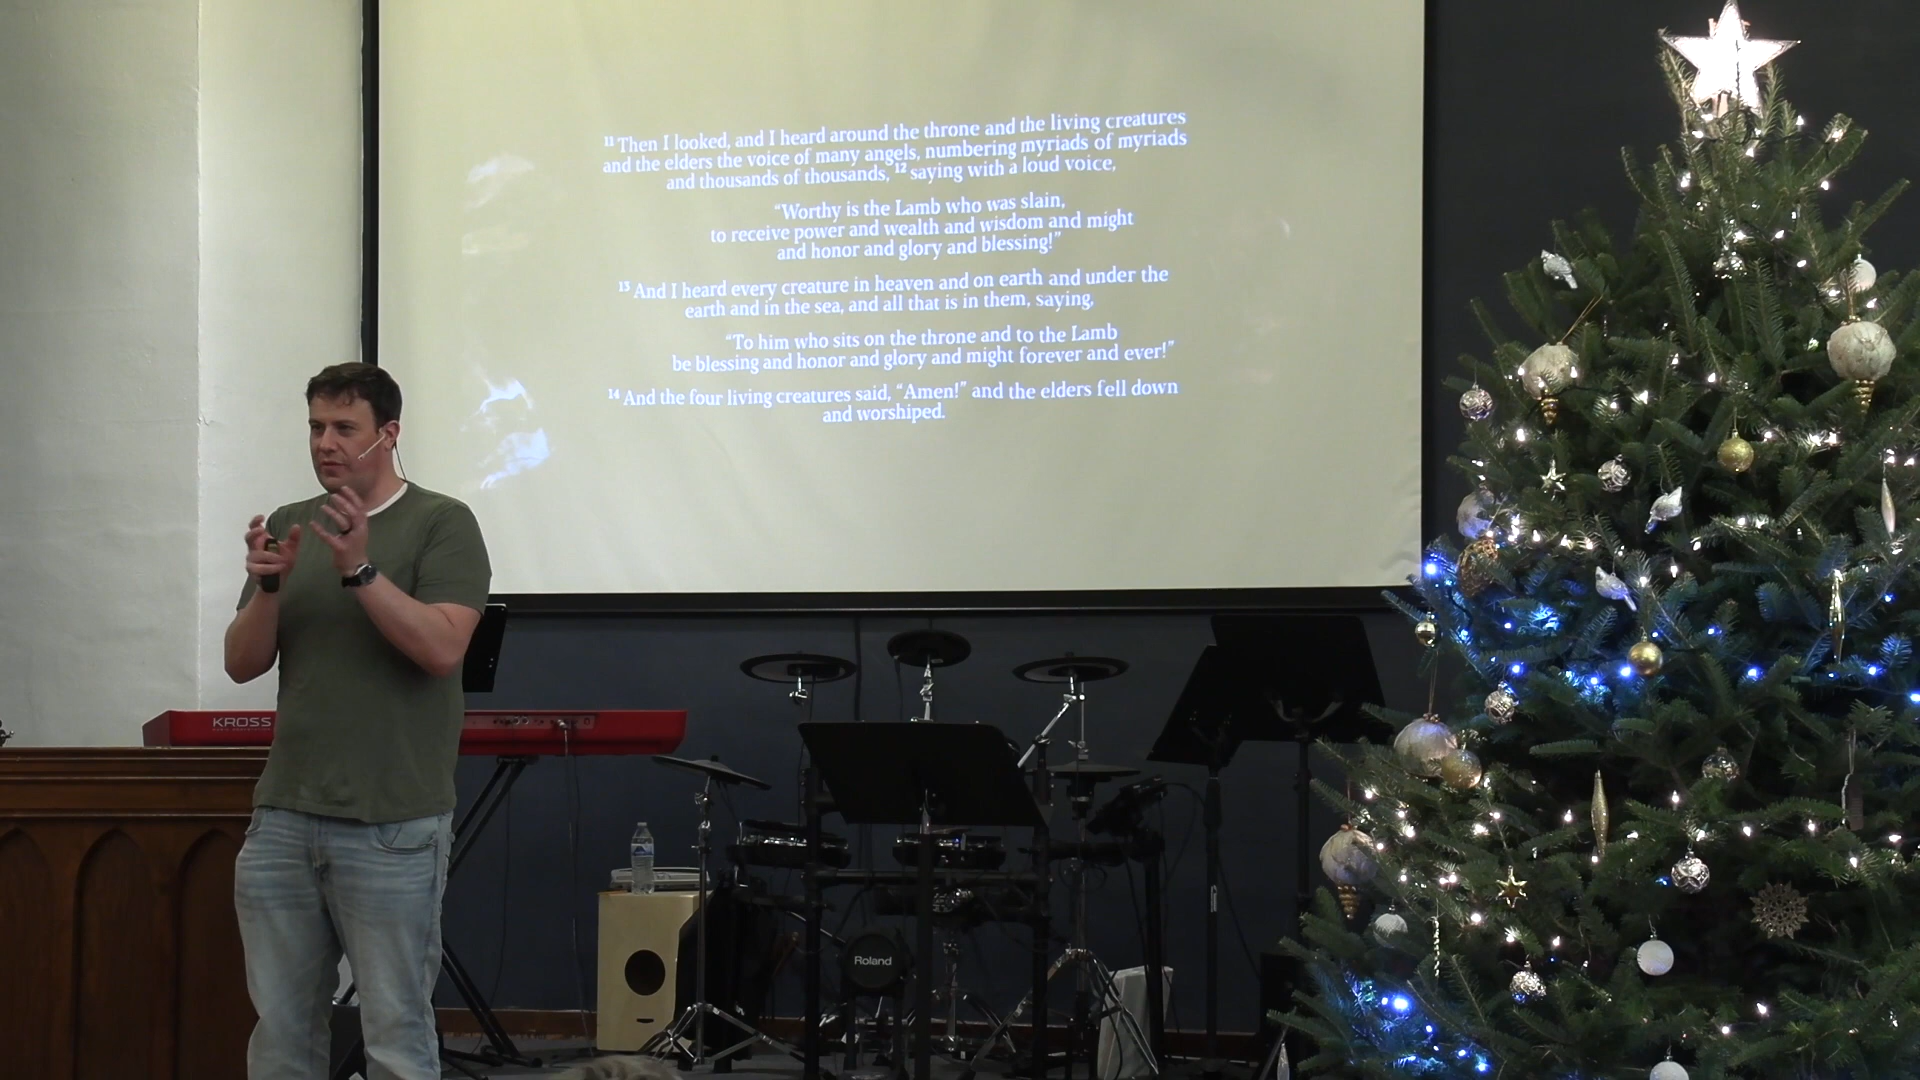 ¹¹ Then I looked, and I heard around the throne and the living creatures
and the elders the voice of many angels, numbering myriads of myriads
and thousands of thousands, ¹² saying with a loud voice,
“Worthy is the Lamb who was slain,
to receive power and wealth and wisdom and might
and honor and glory and blessing!”
¹³ And I heard every creature in heaven and on earth and under the
earth and in the sea, and all that is in them, saying,
“To him who sits on the throne and to the Lamb
be blessing and honor and glory and might forever and ever!”
¹⁴ And the four living creatures said, “Amen!” and the elders fell down
and worshiped.
KROSS
Roland